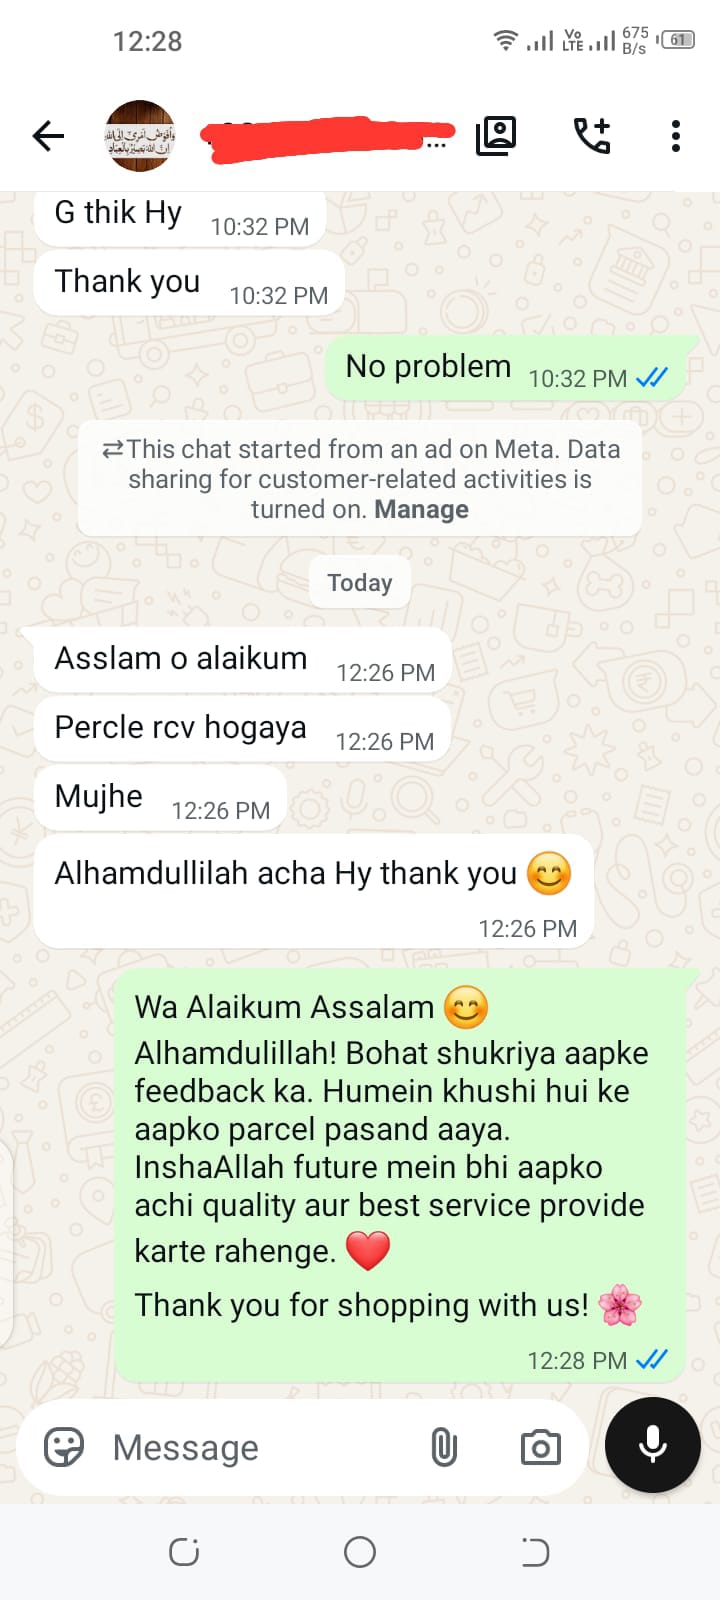 12:28
Vo
LTE
675
B/s
61
...
G thik Hy 10:32 PM
Thank you 10:32 PM
No problem 10:32 PM
⇄This chat started from an ad on Meta. Data
sharing for customer-related activities is
turned on. Manage
Today
Asslam o alaikum 12:26 PM
Percle rcv hogaya 12:26 PM
Mujhe 12:26 PM
Alhamdullilah acha Hy thank you 😊
12:26 PM
Wa Alaikum Assalam 😊
Alhamdulillah! Bohat shukriya aapke
feedback ka. Humein khushi hui ke
aapko parcel pasand aaya.
InshaAllah future mein bhi aapko
achi quality aur best service provide
karte rahenge. ❤️
Thank you for shopping with us! 🌸
12:28 PM
Message